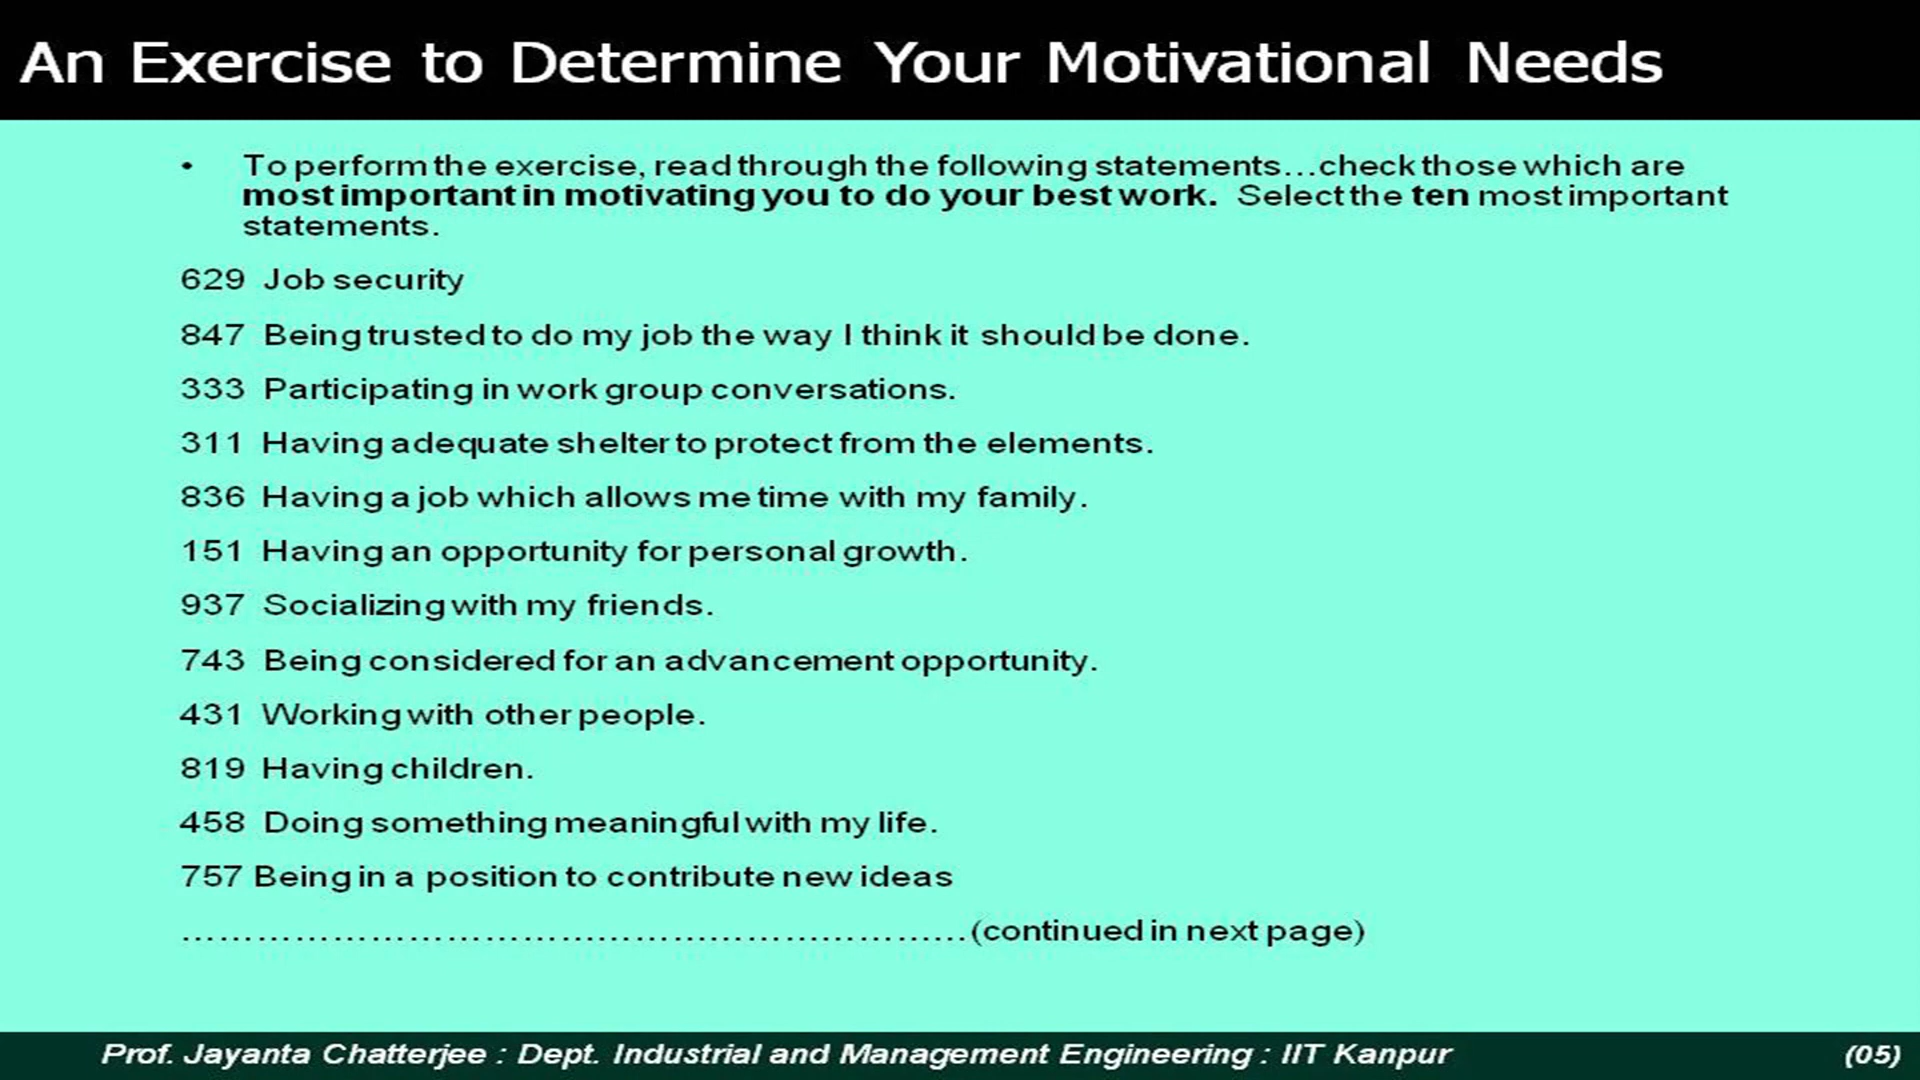 An Exercise to Determine Your Motivational Needs
• To perform the exercise, read through the following statements...check those which are
most important in motivating you to do your best work. Select the ten most important
statements.
629 Job security
847 Being trusted to do my job the way I think it should be done.
333 Participating in work group conversations.
311 Having adequate shelter to protect from the elements.
836 Having a job which allows me time with my family.
151 Having an opportunity for personal growth.
937 Socializing with my friends.
743 Being considered for an advancement opportunity.
431 Working with other people.
819 Having children.
458 Doing something meaningful with my life.
757 Being in a position to contribute new ideas
…………………………………………………………(continued in next page)
Prof. Jayanta Chatterjee : Dept. Industrial and Management Engineering : IIT Kanpur (05)